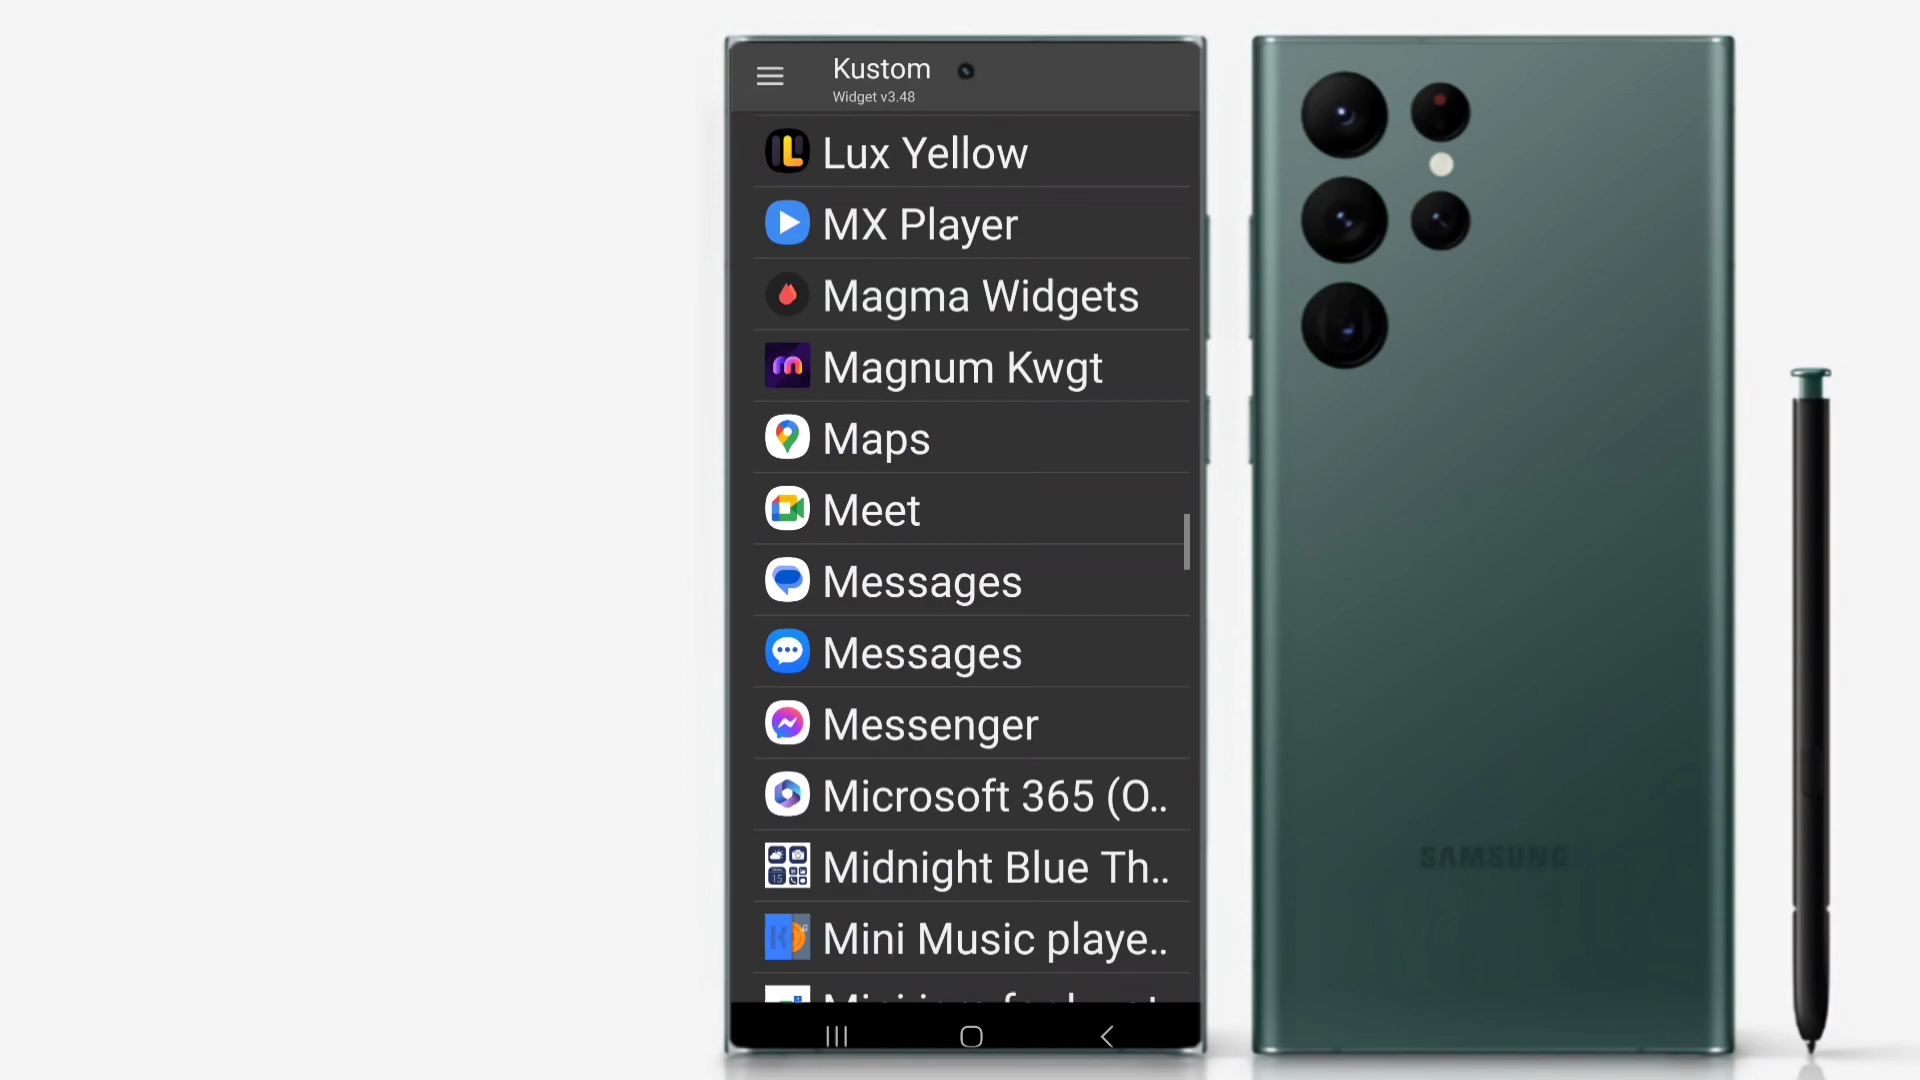 Kustom
Widget v3.48
Lux Yellow
MX Player
Magma Widgets
Magnum Kwgt
Maps
Meet
Messages
Messages
Messenger
Microsoft 365 (O..
Midnight Blue Th..
Mini Music playe..
SAMSUNG